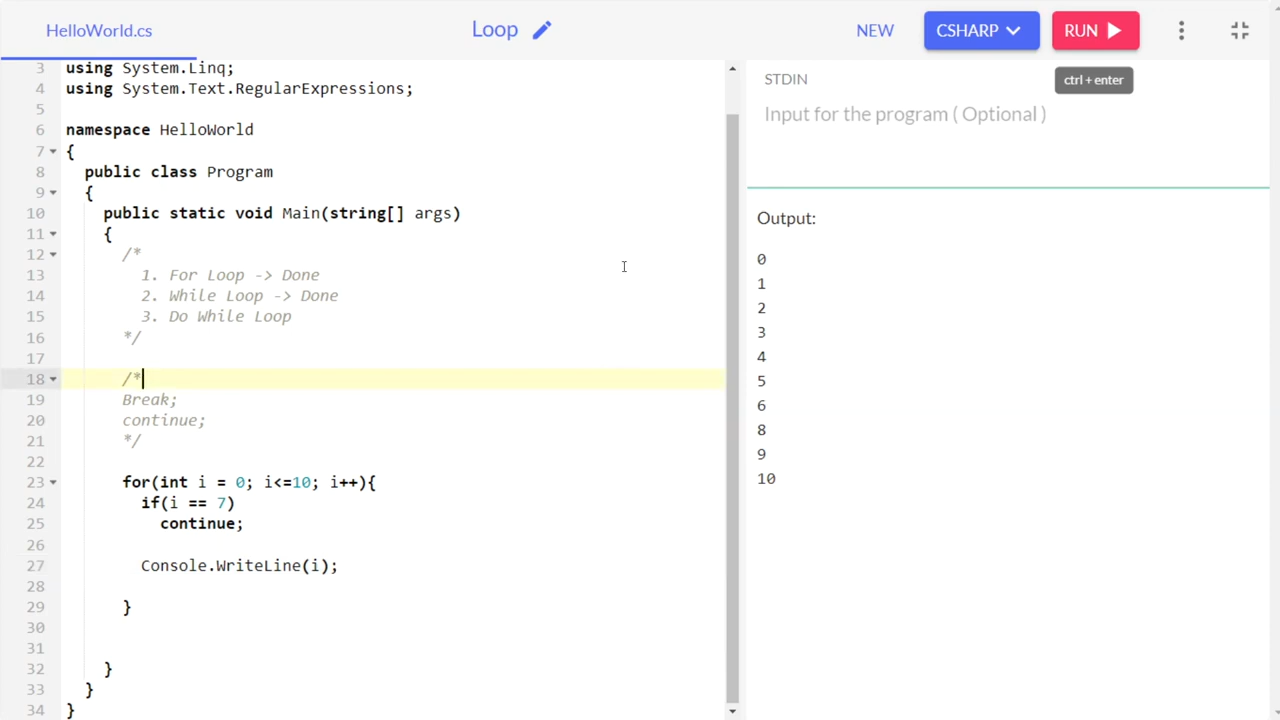 HelloWorld.cs
Loop
NEW
CSHARP
RUN
ctrl + enter
3 using System.Linq;
4 using System.Text.RegularExpressions;
5
6 namespace HelloWorld
7 {
8 public class Program
9 {
10 public static void Main(string[] args)
11 {
12 /*
13 1. For Loop -> Done
14 2. While Loop -> Done
15 3. Do While Loop
16 */
17
18 /*
19 Break;
20 continue;
21 */
22
23 for(int i = 0; i<=10; i++){
24 if(i == 7)
25 continue;
26
27 Console.WriteLine(i);
28
29 }
30
31
32 }
33 }
34 }
STDIN
Input for the program ( Optional )
Output:
0
1
2
3
4
5
6
8
9
10